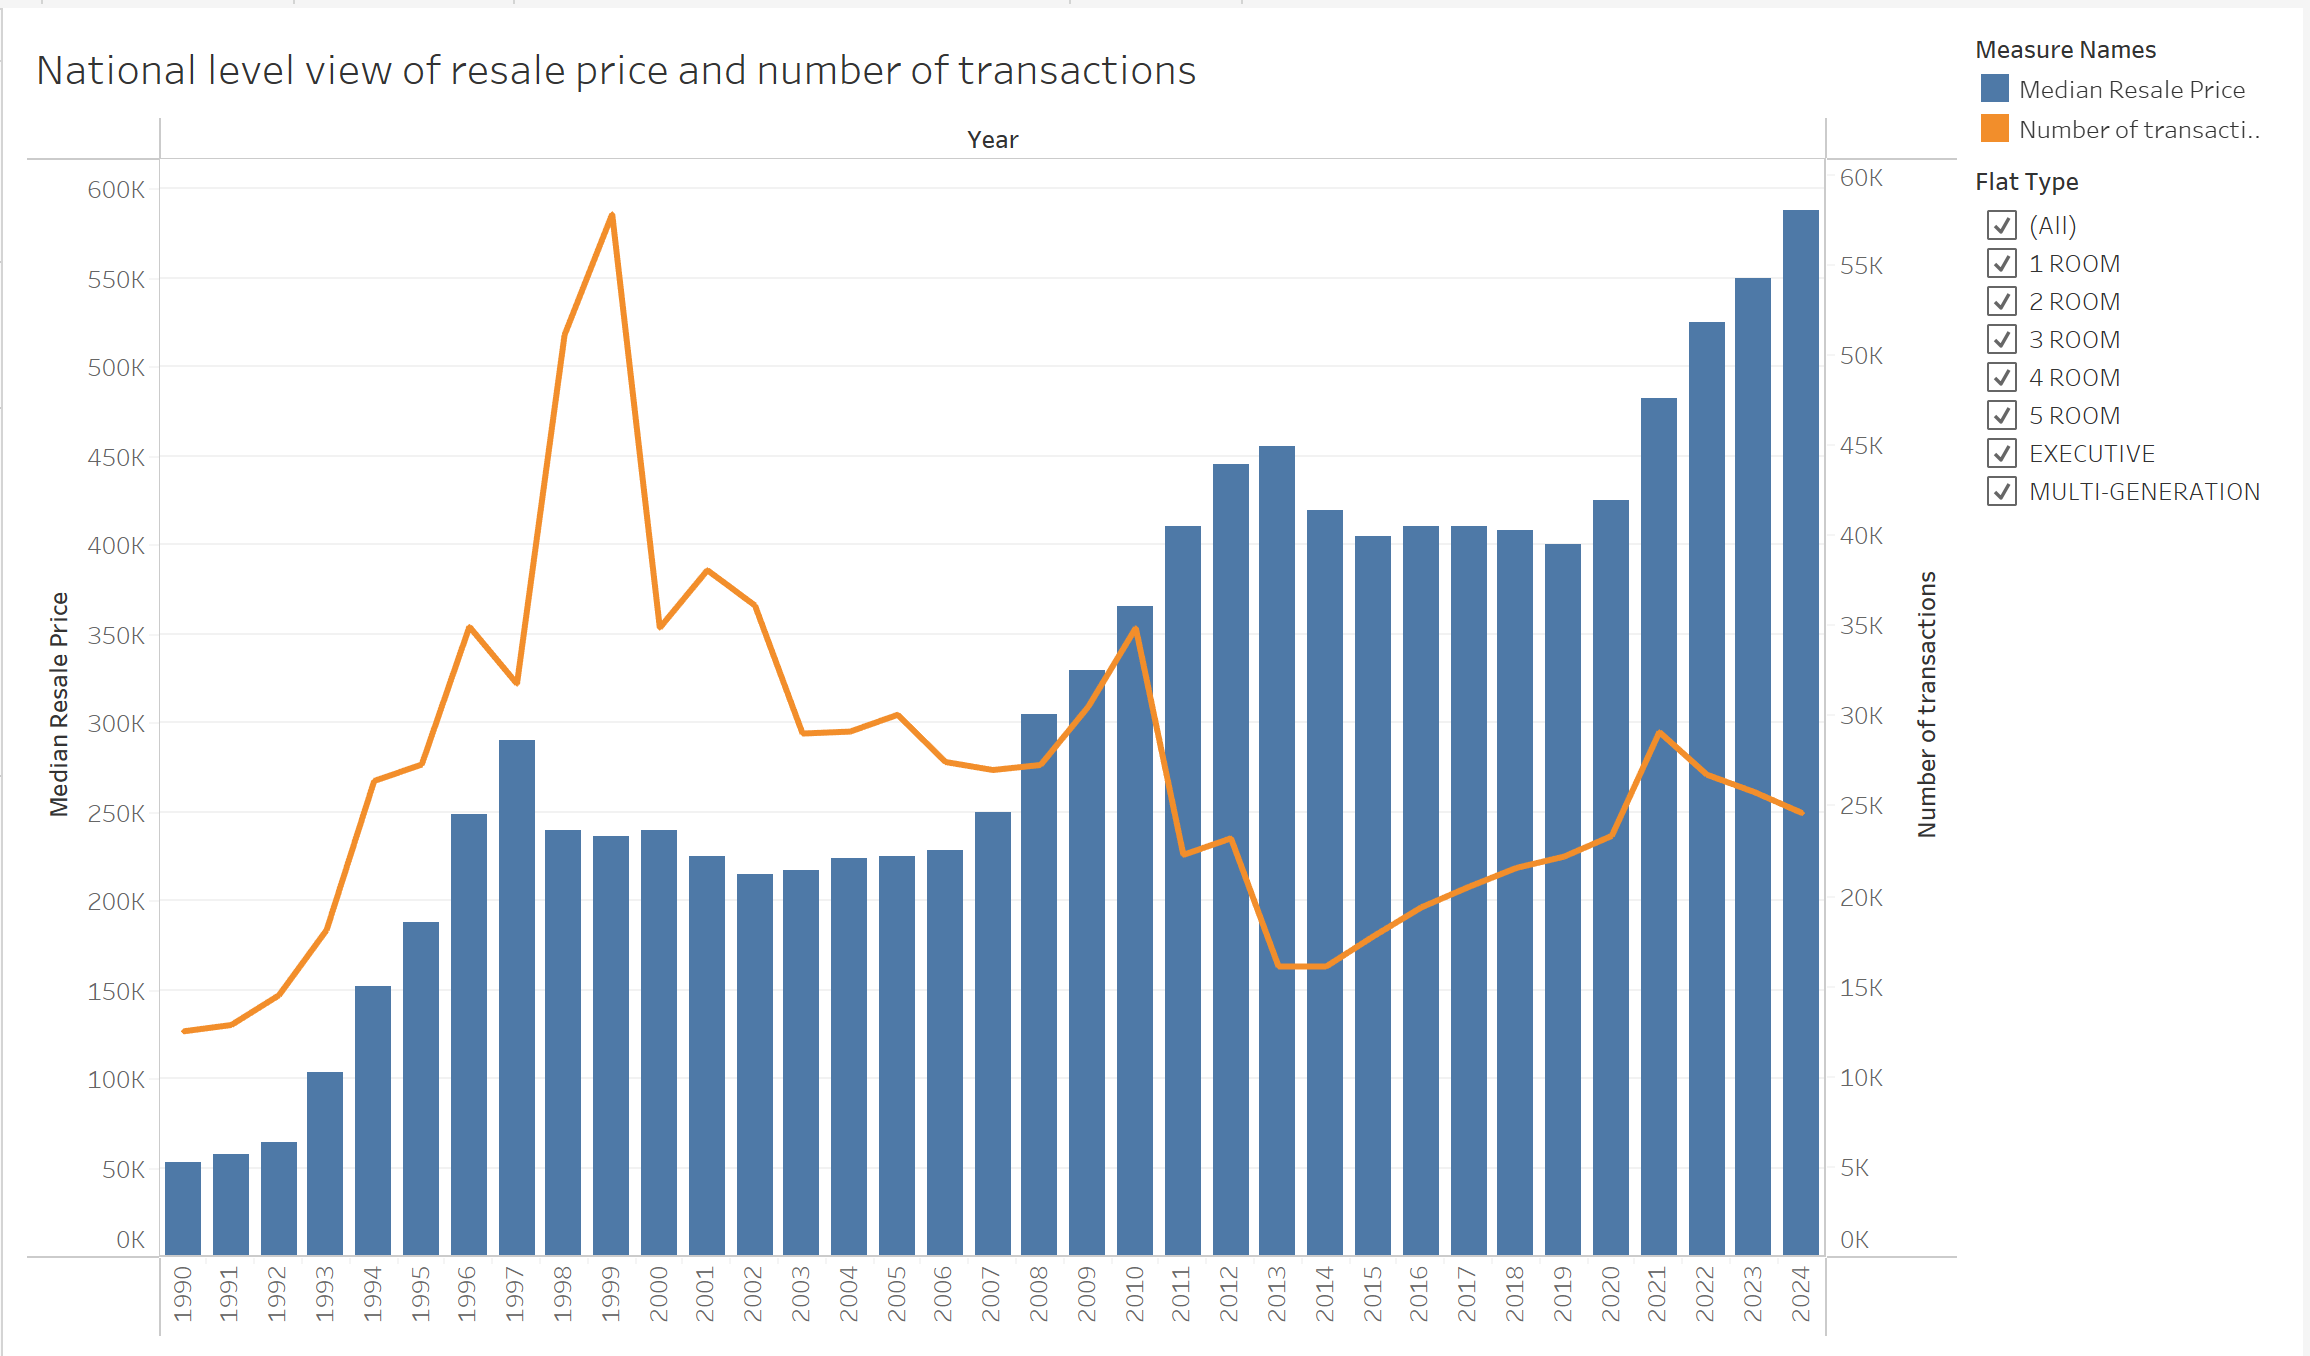 National level view of resale price and number of transactions
Year
Median Resale Price
600K
550K
500K
450K
400K
350K
300K
250K
200K
150K
100K
50K
0K
60K
55K
50K
45K
40K
35K
30K
25K
20K
15K
10K
5K
0K
Number of transactions
1990 1991 1992 1993 1994 1995 1996 1997 1998 1999 2000 2001 2002 2003 2004 2005 2006 2007 2008 2009 2010 2011 2012 2013 2014 2015 2016 2017 2018 2019 2020 2021 2022 2023 2024
Measure Names
Median Resale Price
Number of transacti..
Flat Type
(All)
1 ROOM
2 ROOM
3 ROOM
4 ROOM
5 ROOM
EXECUTIVE
MULTI-GENERATION